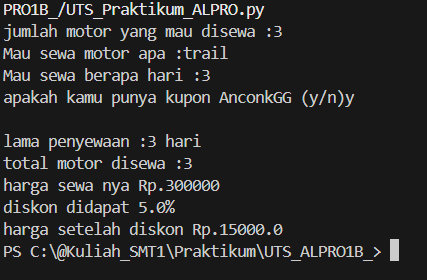 PRO1B_/UTS_Praktikum_ALPRO.py
jumlah motor yang mau disewa :3
Mau sewa motor apa :trail
Mau sewa berapa hari :3
apakah kamu punya kupon AnconkGG (y/n)y
lama penyewaan :3 hari
total motor disewa :3
harga sewa nya Rp.300000
diskon didapat 5.0%
harga setelah diskon Rp.15000.0
PS C:\@Kuliah_SMT1\Praktikum\UTS_ALPRO1B_>